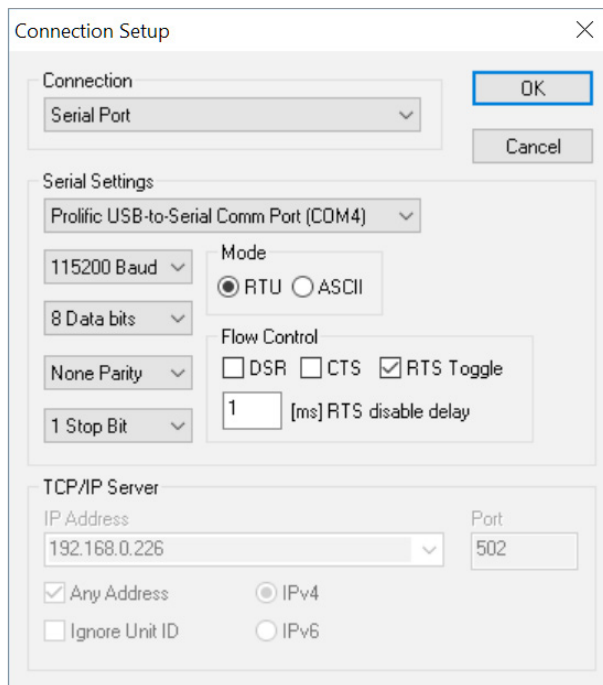 Connection Setup
Connection
OK
Serial Port
Cancel
Serial Settings
Prolific USB-to-Serial Comm Port (COM4)
Mode
115200 Baud
RTU ASCII
8 Data bits
Flow Control
DSR CTS RTS Toggle
None Parity
1 [ms] RTS disable delay
1 Stop Bit
TCP/IP Server
IP Address Port
192.168.0.226 502
Any Address IPv4
Ignore Unit ID IPv6